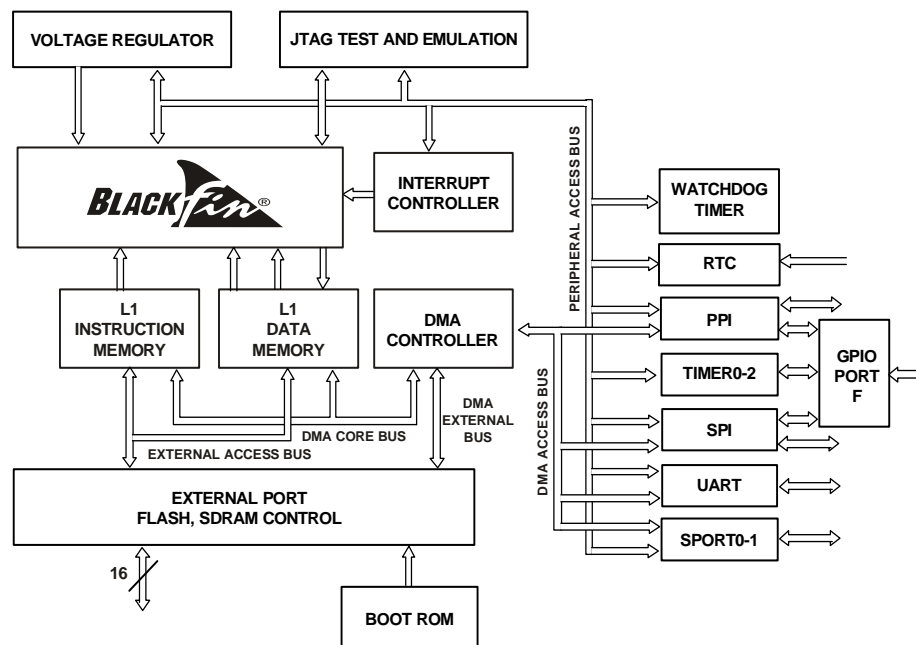 VOLTAGE REGULATOR
JTAG TEST AND EMULATION
BLACKfin®
INTERRUPT
CONTROLLER
PERIPHERAL ACCESS BUS
WATCHDOG
TIMER
RTC
L1
INSTRUCTION
MEMORY
L1
DATA
MEMORY
DMA
CONTROLLER
PPI
GPIO
PORT
F
TIMER0-2
DMA
EXTERNAL
BUS
DMA CORE BUS
EXTERNAL ACCESS BUS
DMA ACCESS BUS
SPI
UART
SPORT0-1
EXTERNAL PORT
FLASH, SDRAM CONTROL
16
BOOT ROM